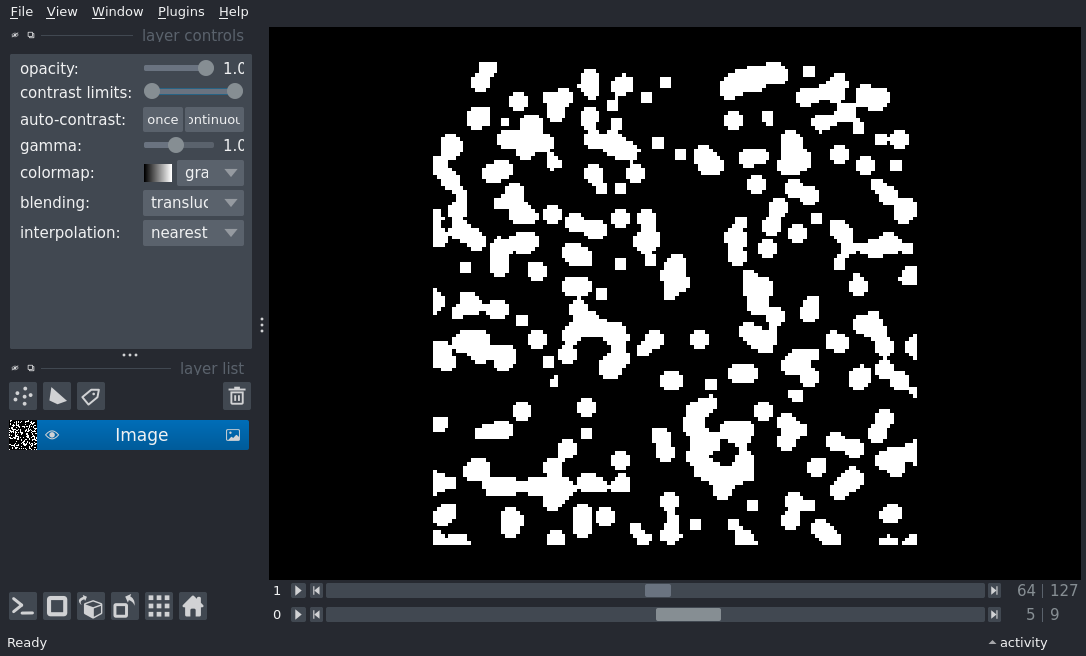 File View Window Plugins Help
layer controls
opacity: 1.0
contrast limits:
auto-contrast: once ontinuou
gamma: 1.0
colormap: gra
blending: transluc
interpolation: nearest
layer list
Image
1 64 | 127
0 5 | 9
Ready activity